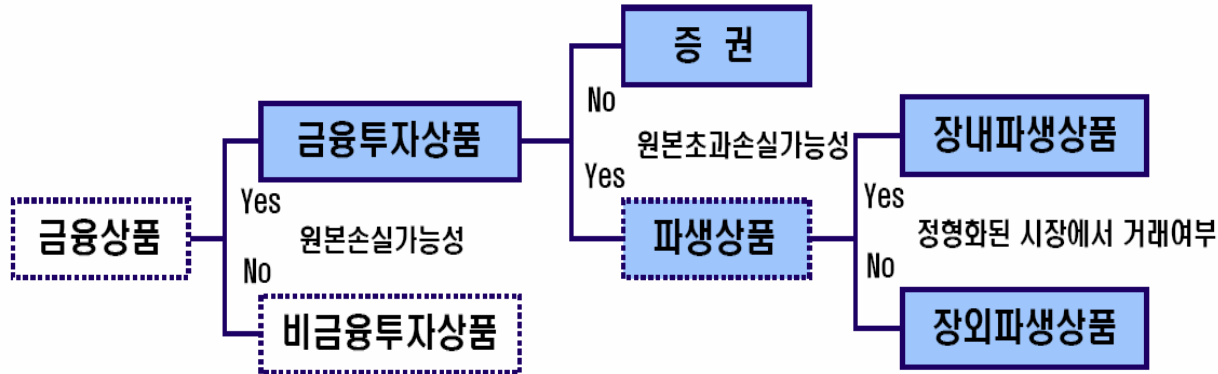 증 권
No
금융투자상품
원본초과손실가능성
장내파생상품
Yes
Yes
Yes
금융상품
원본손실가능성
파생상품
정형화된 시장에서 거래여부
No
No
비금융투자상품
장외파생상품